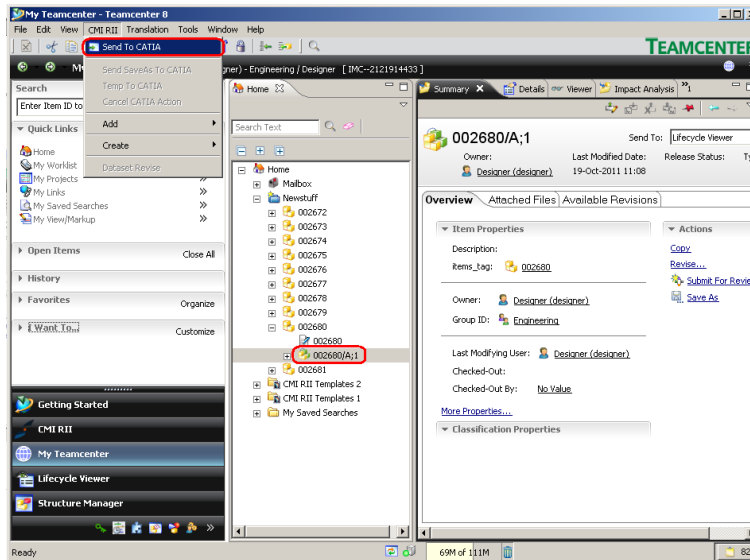 My Teamcenter - Teamcenter 8
File Edit View CMI RII Translation Tools Window Help
TEAMCENTER
Send To CATIA
Send SaveAs To CATIA
Temp To CATIA
Cancel CATIA Action
Add
Create
Dataset Revise
gner) - Engineering / Designer [ IMC--2121914433 ]
Search
Enter Item ID to
Quick Links
Home
My Worklist
My Projects
My Links
My Saved Searches
My View/Markup
Open Items
Close All
History
Favorites
Organize
I Want To...
Customize
Getting Started
CMI RII
My Teamcenter
Lifecycle Viewer
Structure Manager
Ready
Home
Search Text
Home
Mailbox
Newstuff
002672
002673
002674
002675
002676
002677
002678
002679
002680
002680
002680/A;1
002681
CMI RII Templates 2
CMI RII Templates 1
My Saved Searches
Summary Details Viewer Impact Analysis »1
002680/A;1
Send To: Lifecycle Viewer
Owner: Last Modified Date: Release Status:
Designer (designer) 19-Oct-2011 11:08
Overview Attached Files Available Revisions
Item Properties
Description:
items_tag: 002680
Owner: Designer (designer)
Group ID: Engineering
Last Modifying User: Designer (designer)
Checked-Out:
Checked-Out By: No Value
More Properties...
Classification Properties
Actions
Copy
Revise...
Submit For Revie
Save As
69M of 111M
82